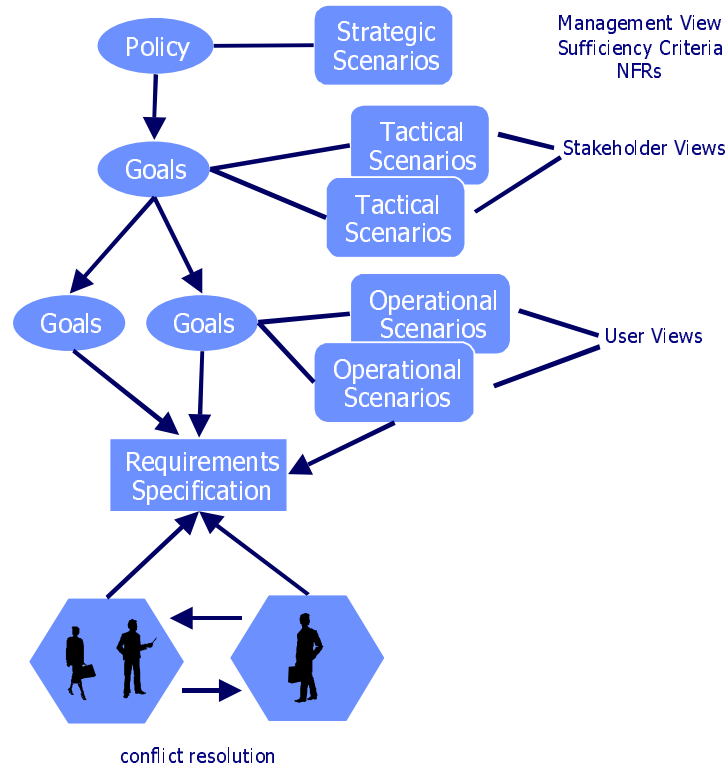 Policy
Strategic
Scenarios
Management View
Sufficiency Criteria
NFRs
Goals
Tactical
Scenarios
Tactical
Scenarios
Stakeholder Views
Goals
Goals
Operational
Scenarios
Operational
Scenarios
User Views
Requirements
Specification
conflict resolution